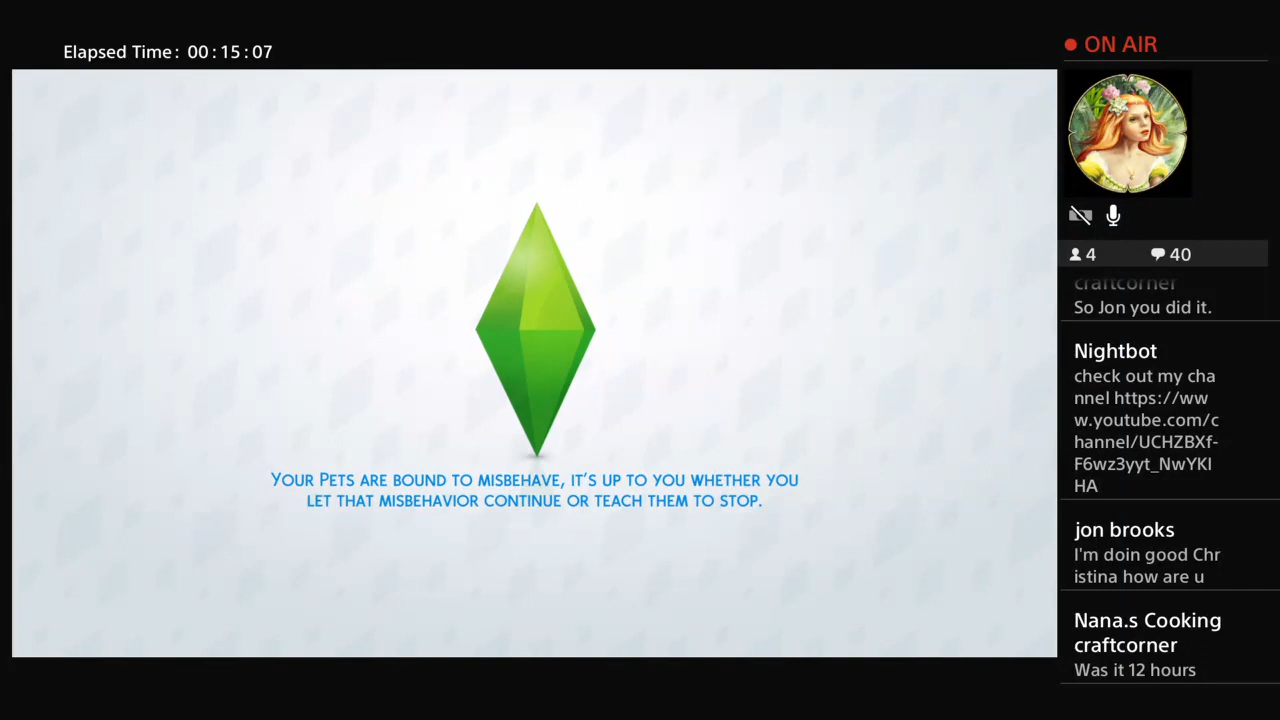 Elapsed Time: 00:15:07
ON AIR
YOUR PETS ARE BOUND TO MISBEHAVE, IT'S UP TO YOU WHETHER YOU
LET THAT MISBEHAVIOR CONTINUE OR TEACH THEM TO STOP.
4
40
craftcorner
So Jon you did it.
Nightbot
check out my cha
nnel https://ww
w.youtube.com/c
hannel/UCHZBXf-
F6wz3yyt_NwYKI
HA
jon brooks
I'm doin good Chr
istina how are u
Nana.s Cooking
craftcorner
Was it 12 hours